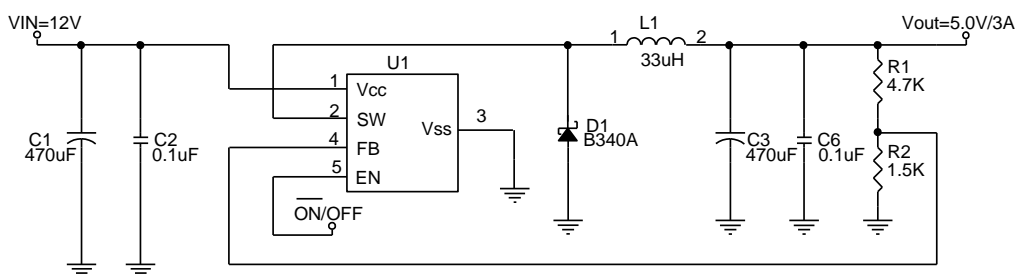 VIN=12V
L1
Vout=5.0V/3A
1 2
33uH
U1
R1
4.7K
1 Vcc
2 SW
Vss 3
4 FB
5 EN
C1
470uF
C2
0.1uF
D1
B340A
C3
470uF
C6
0.1uF
R2
1.5K
ON/OFF